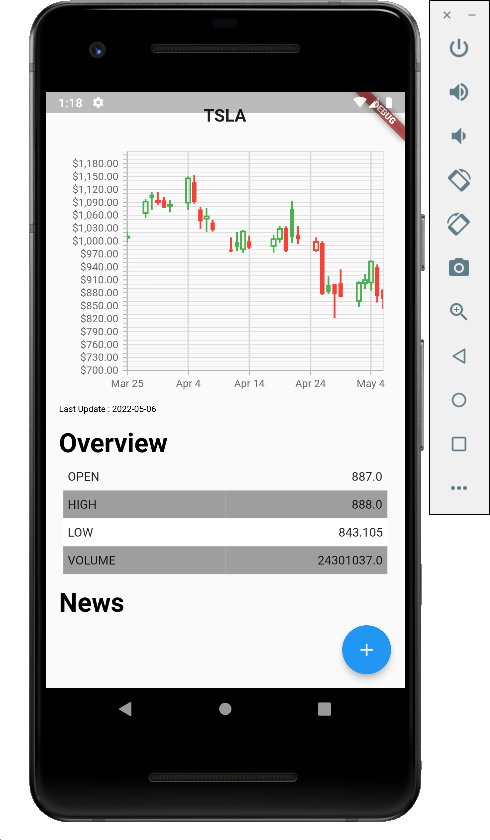 1:18
DEBUG
TSLA
$1,180.00
$1,150.00
$1,120.00
$1,090.00
$1,060.00
$1,030.00
$1,000.00
$970.00
$940.00
$910.00
$880.00
$850.00
$820.00
$790.00
$760.00
$730.00
$700.00
Mar 25 Apr 4 Apr 14 Apr 24 May 4
Last Update : 2022-05-06
Overview
OPEN 887.0
HIGH 888.0
LOW 843.105
VOLUME 24301037.0
News